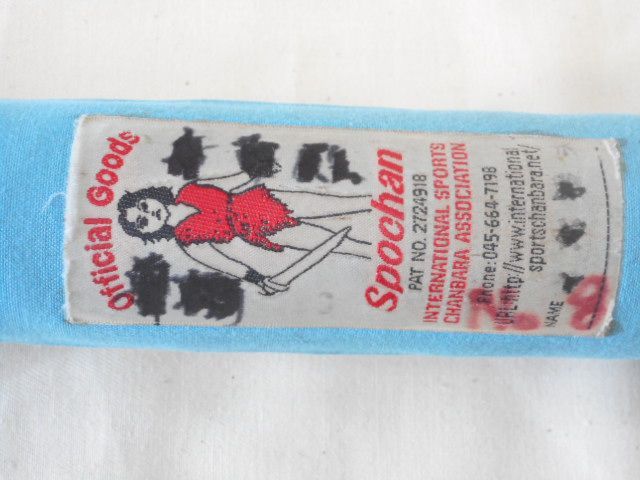 Official Goods
Spochan
PAT NO. 2724918
INTERNATIONAL SPORTS
CHANBARA ASSOCIATION
Phone:045-664-7198
URL:http://www.international
sportschanbara.net/
NAME